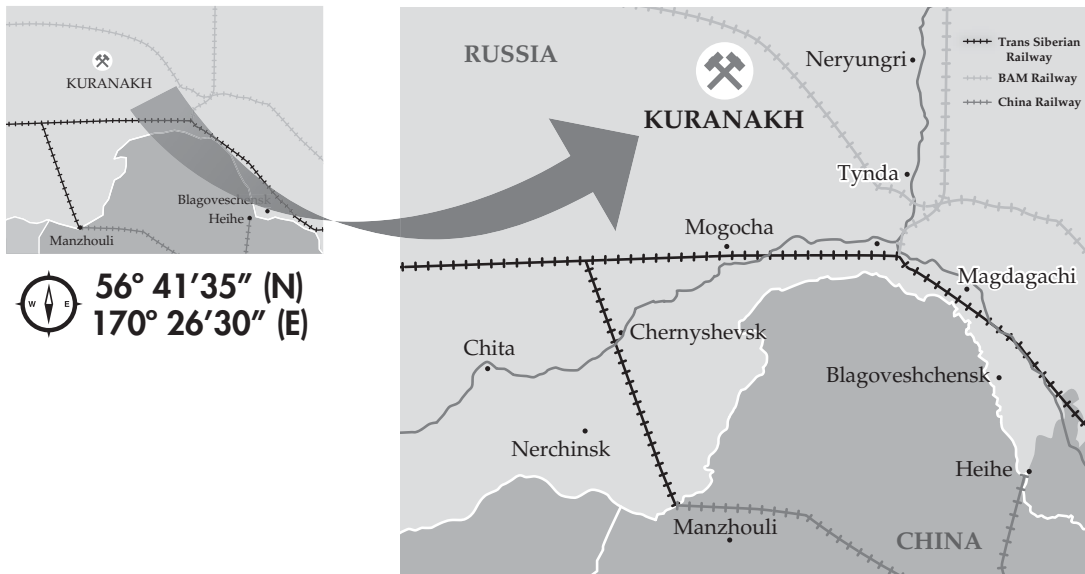 KURANAKH
Blagoveschensk
Heihe
Manzhouli
W E
56° 41’35” (N)
170° 26’30” (E)
RUSSIA
Neryungri
Trans Siberian
Railway
BAM Railway
China Railway
KURANAKH
Tynda
Mogocha
Magdagachi
Chernyshevsk
Chita
Blagoveshchensk
Nerchinsk
Heihe
Manzhouli
CHINA